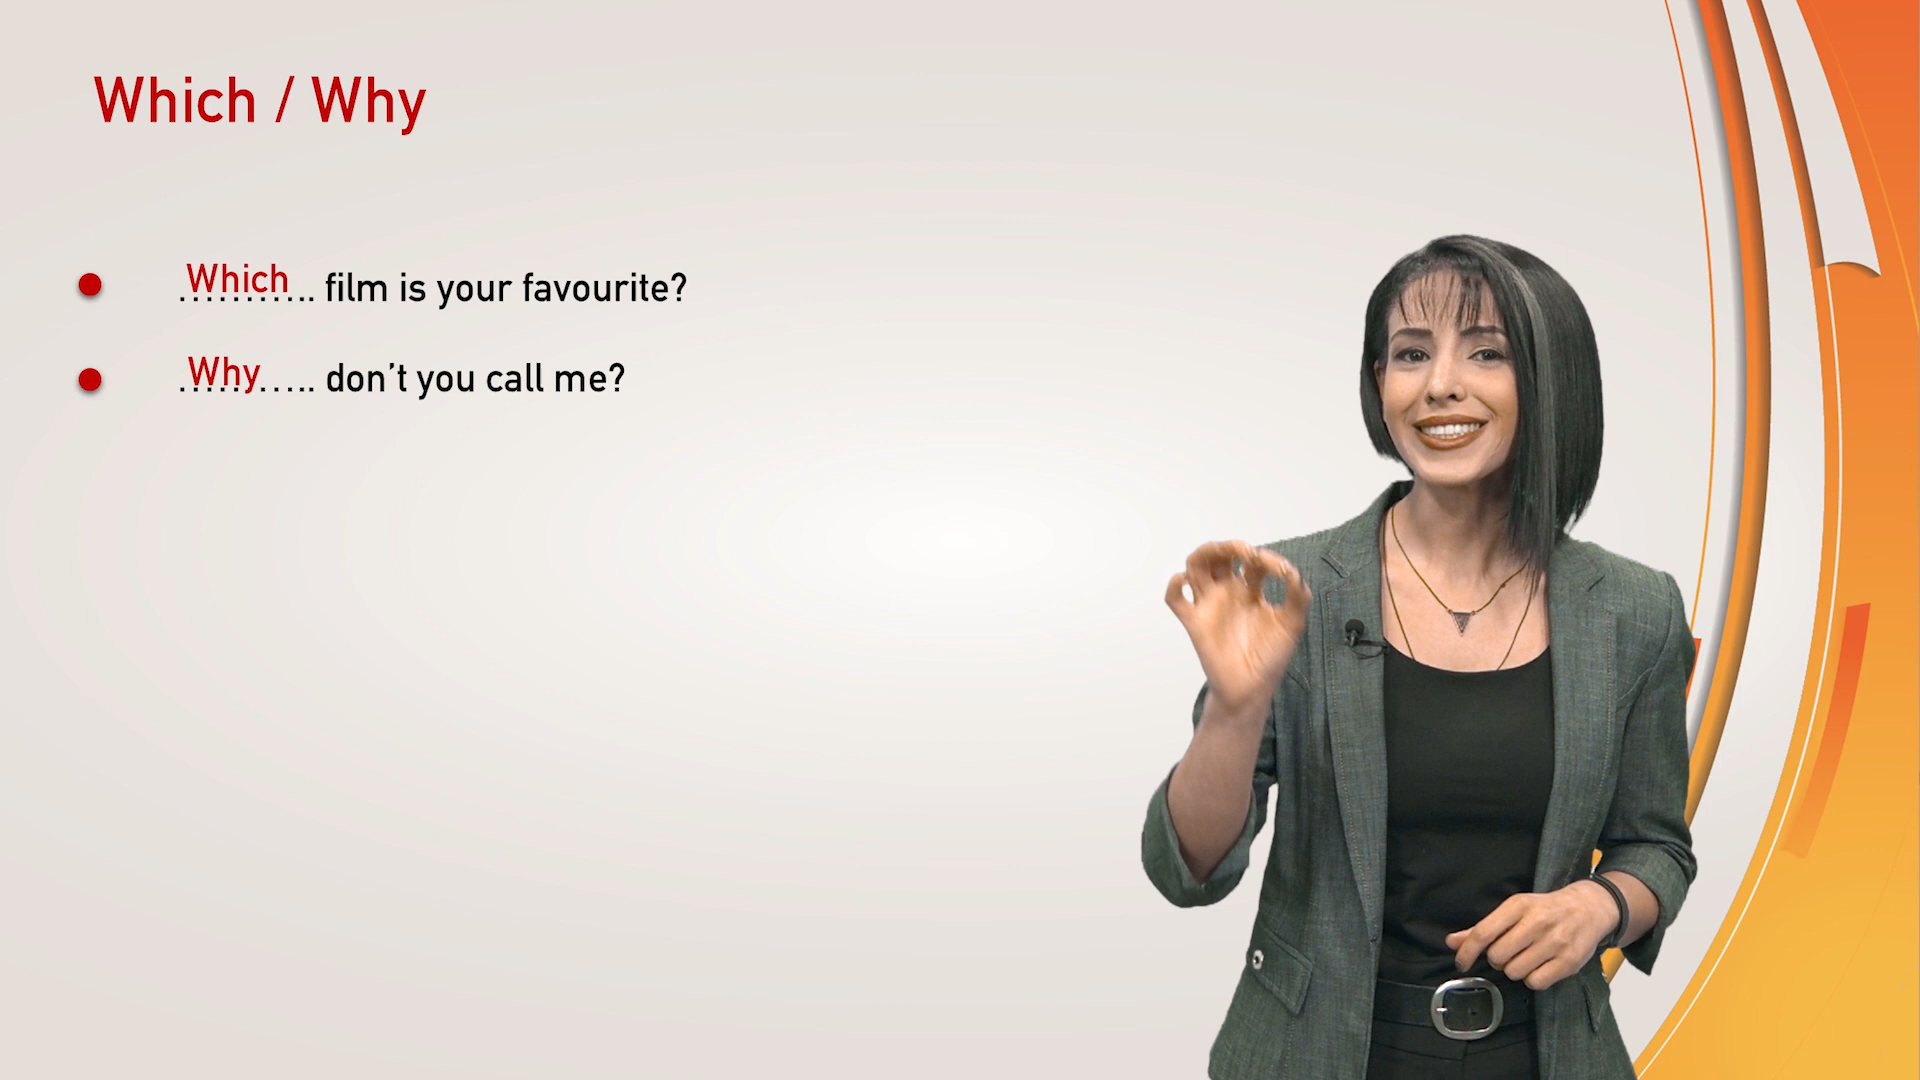 Which / Why
Which ........... film is your favourite?
Why ........... don't you call me?